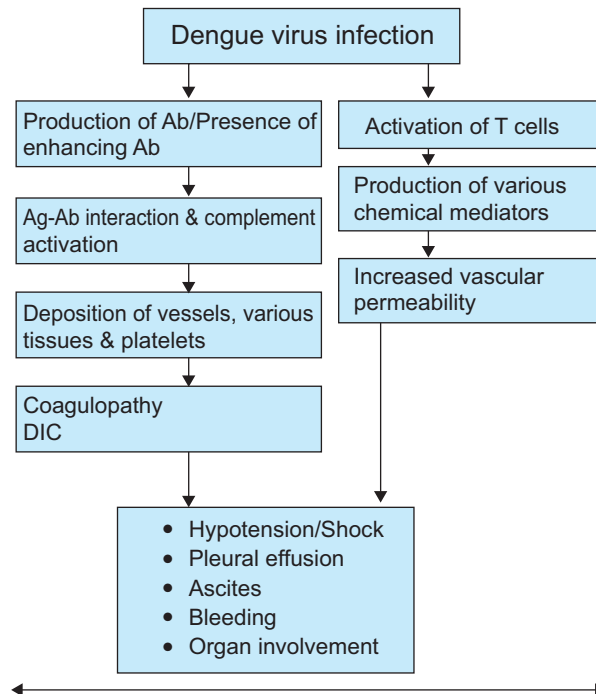 Dengue virus infection
Production of Ab/Presence of
enhancing Ab
Ag-Ab interaction & complement
activation
Deposition of vessels, various
tissues & platelets
Coagulopathy
DIC
Activation of T cells
Production of various
chemical mediators
Increased vascular
permeability
• Hypotension/Shock
• Pleural effusion
• Ascites
• Bleeding
• Organ involvement